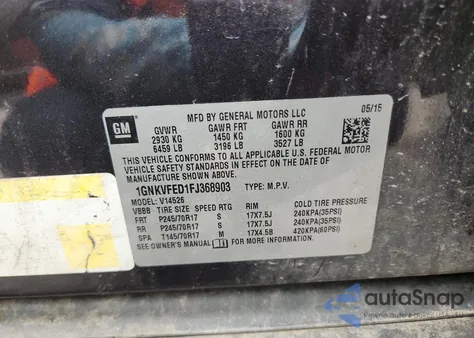 GM
MFD BY GENERAL MOTORS LLC
05/15
GVWR GAWR FRT GAWR RR
2930 KG 1450 KG 1600 KG
6459 LB 3196 LB 3527 LB
THIS VEHICLE CONFORMS TO ALL APPLICABLE U.S. FEDERAL MOTOR
VEHICLE SAFETY STANDARDS IN EFFECT ON THE DATE OF
MANUFACTURE SHOWN ABOVE.
1GNKVFED1FJ368903 TYPE: M.P.V.
MODEL: V14526
VBBB TIRE SIZE SPEED RTG RIM COLD TIRE PRESSURE
FRT P245/70R17 S 17X7.5J 240KPA(35PSI)
RR P245/70R17 S 17X7.5J 240KPA(35PSI)
SPA T145/70R17 M 17X4.5B 420KPA(60PSI)
SEE OWNER'S MANUAL FOR MORE INFORMATION.
autoSnap